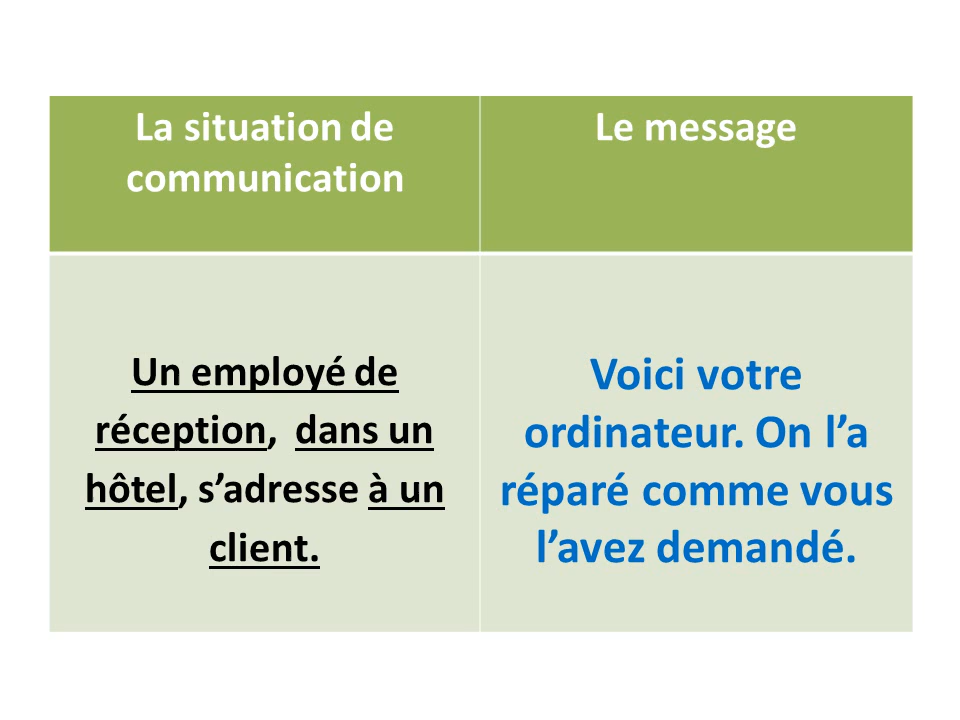 La situation de
communication
Le message
Un employé de
réception, dans un
hôtel, s’adresse à un
client.
Voici votre
ordinateur. On l’a
réparé comme vous
l’avez demandé.